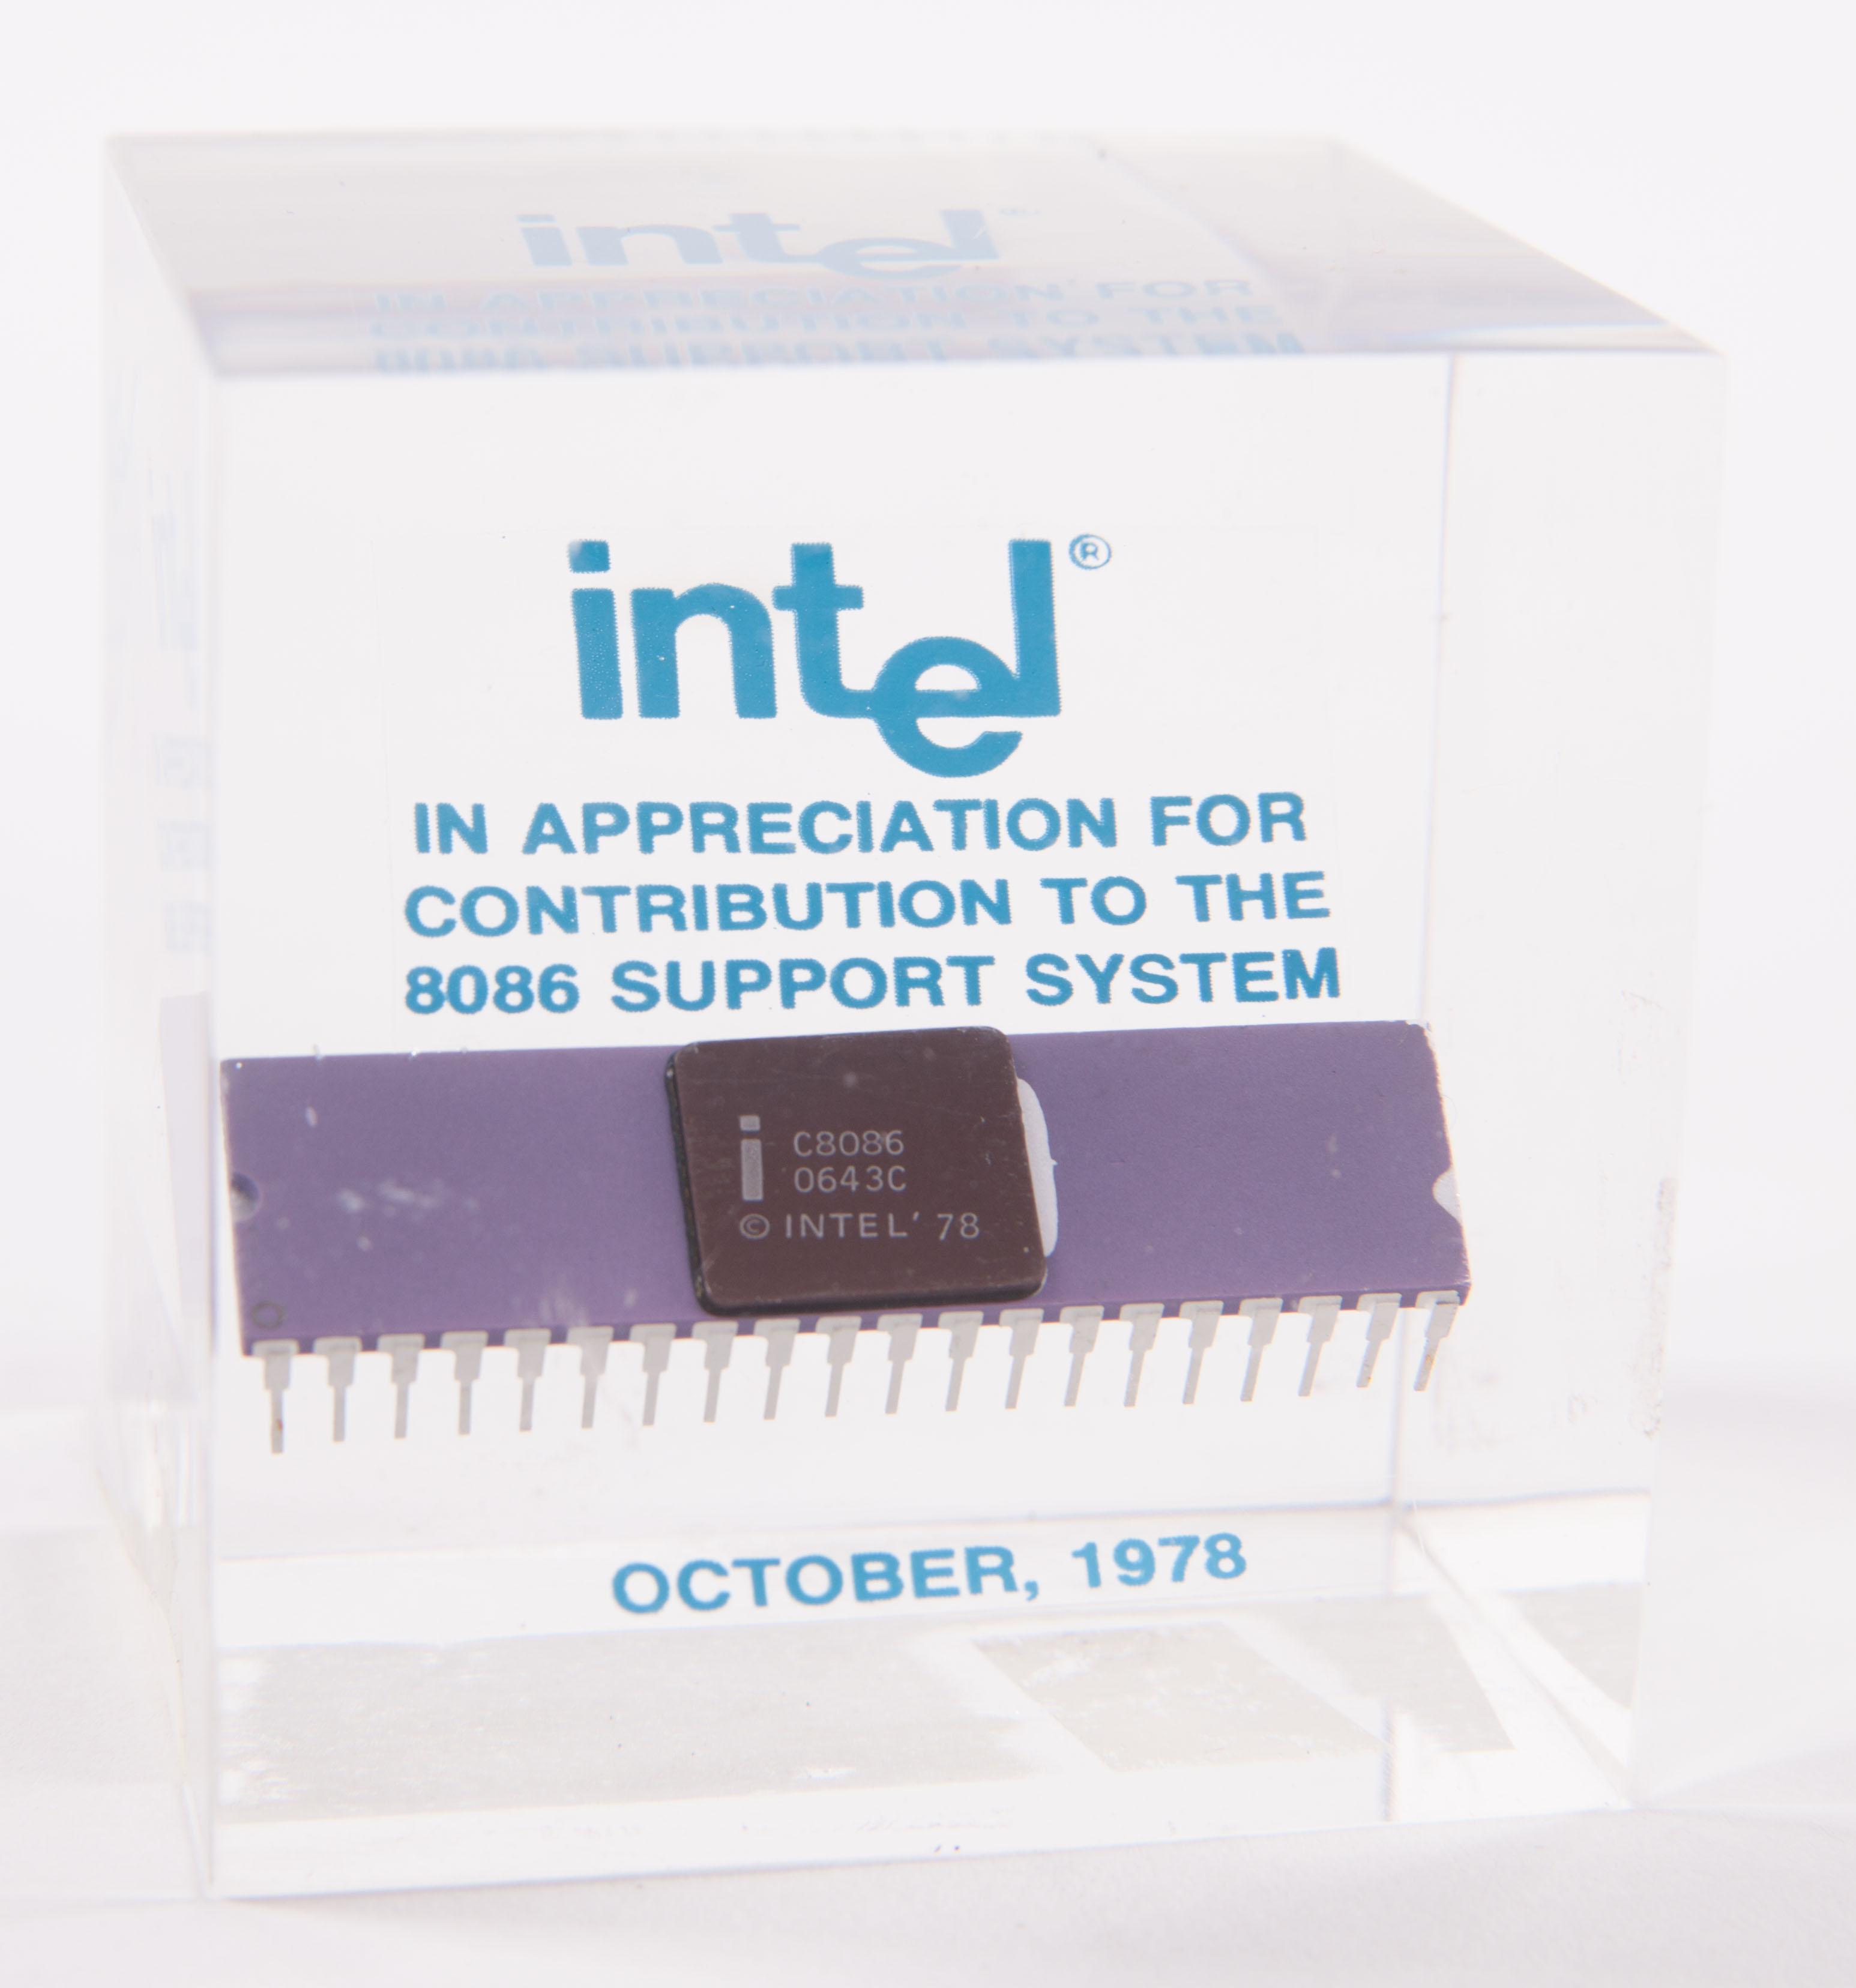 intel®
IN APPRECIATION FOR
CONTRIBUTION TO THE
8086 SUPPORT SYSTEM
i C8086
0643C
© INTEL' 78
OCTOBER, 1978